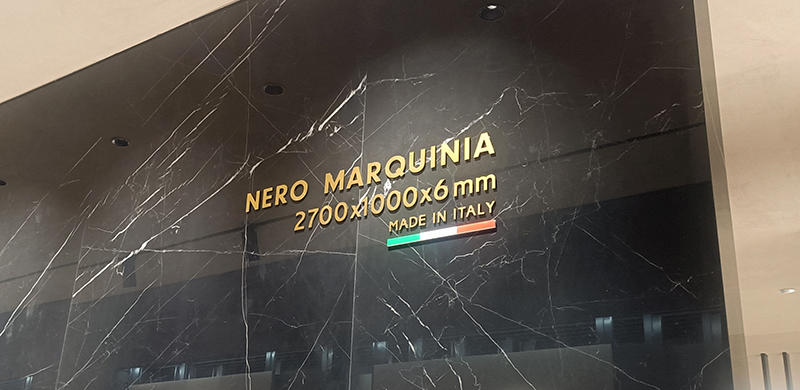 NERO MARQUINIA
2700x1000x6mm
MADE IN ITALY